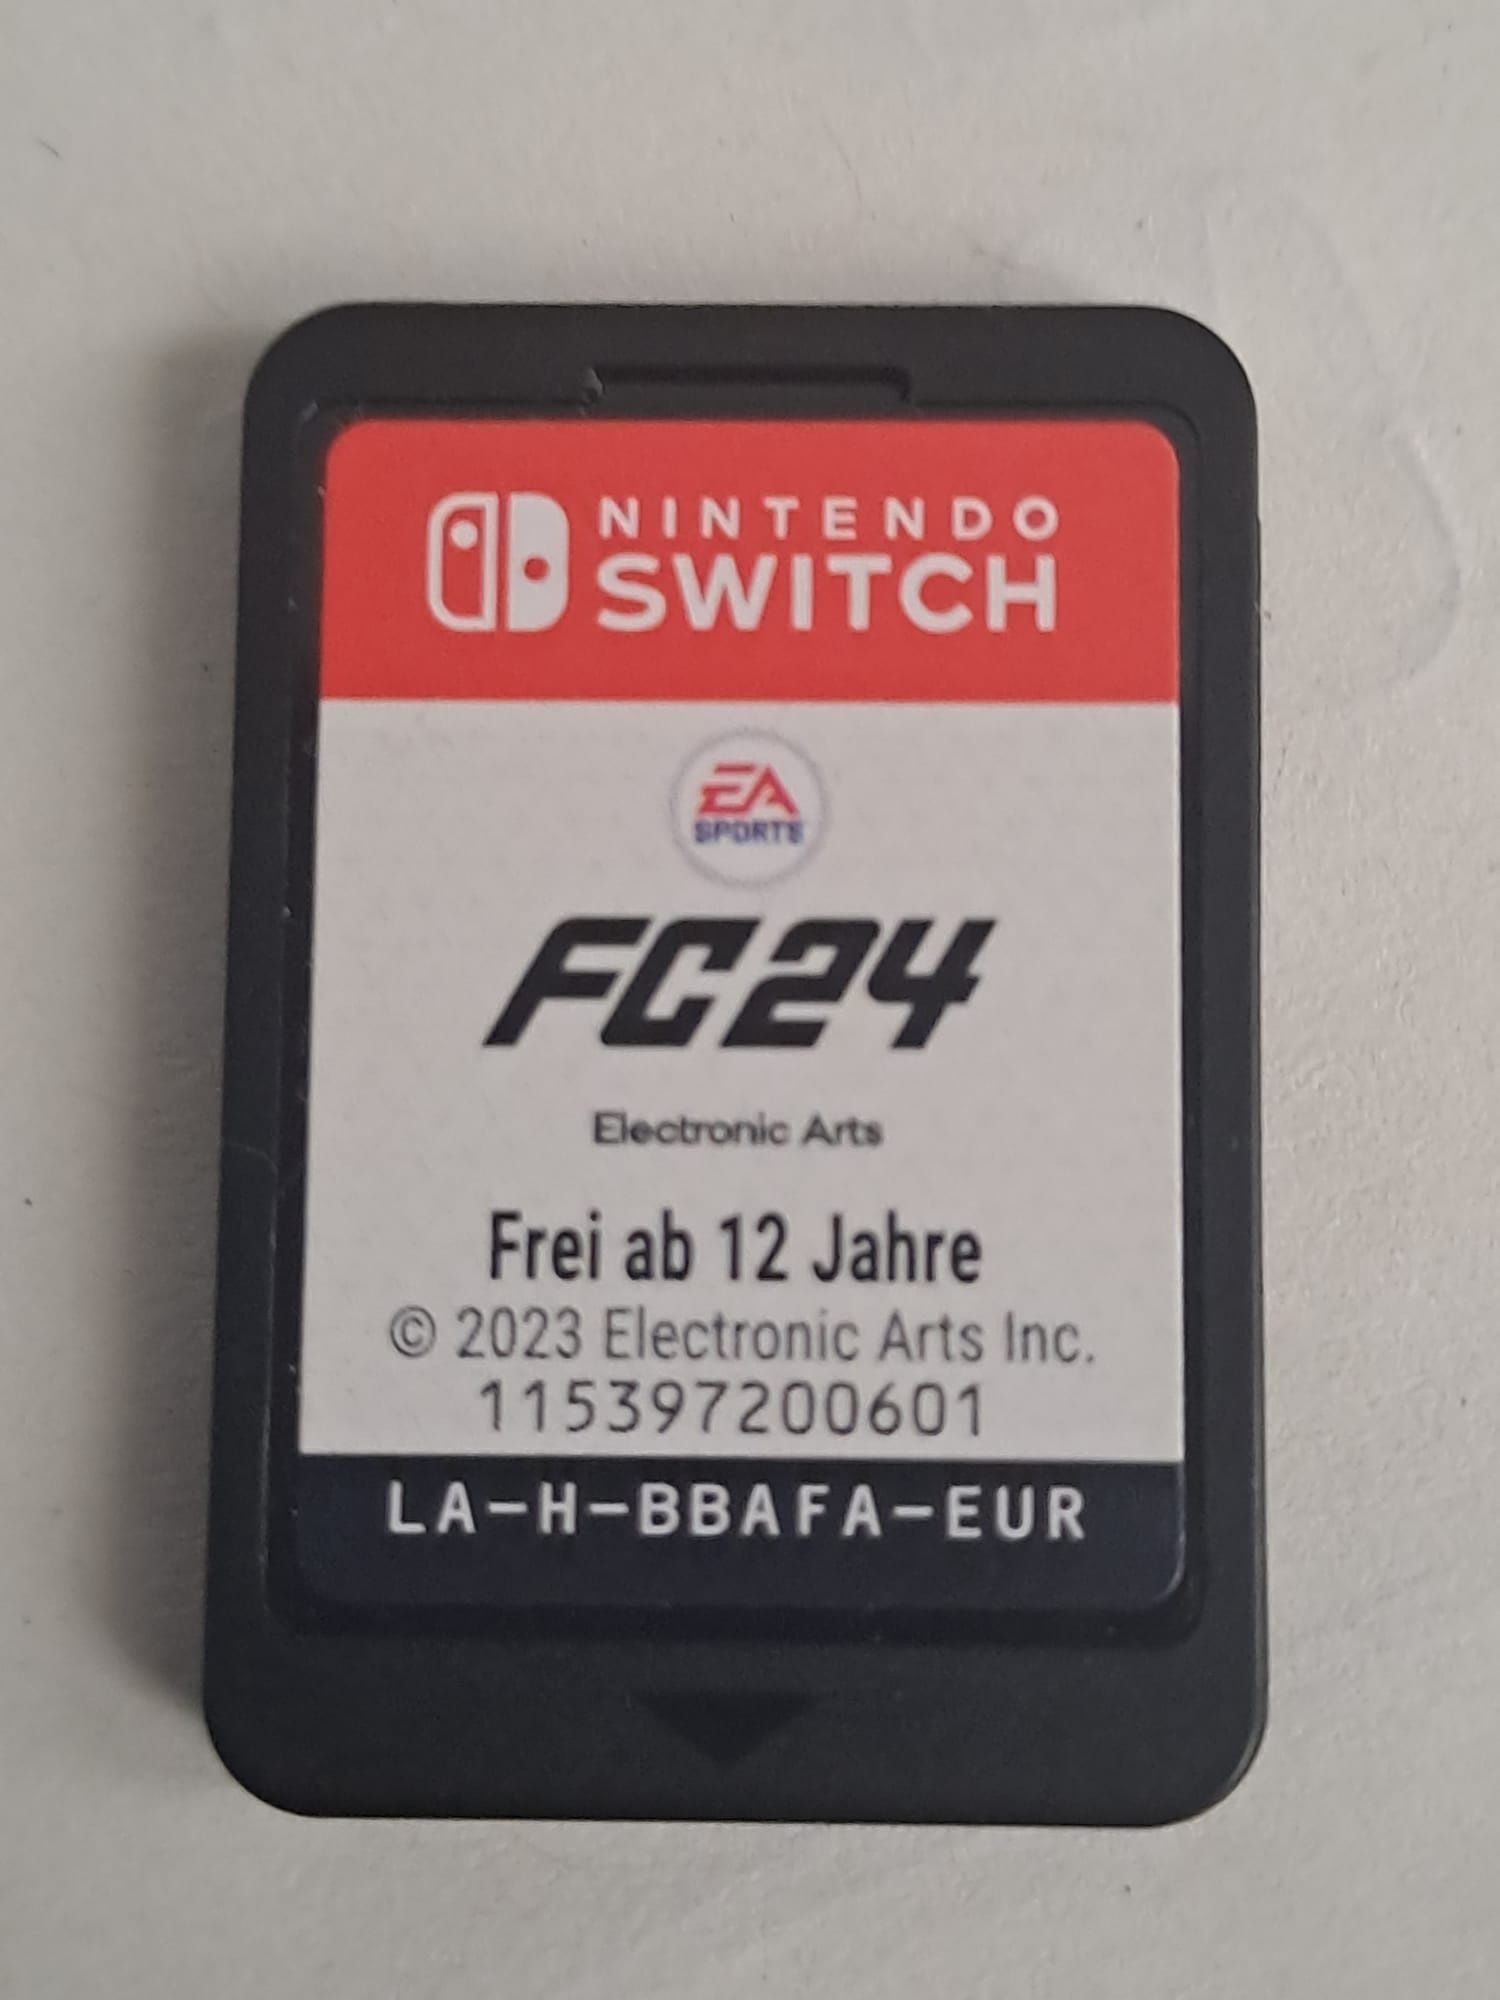 NINTENDO
SWITCH
EA
SPORTS
FC24
Electronic Arts
Frei ab 12 Jahre
© 2023 Electronic Arts Inc.
115397200601
LA-H-BBAFA-EUR